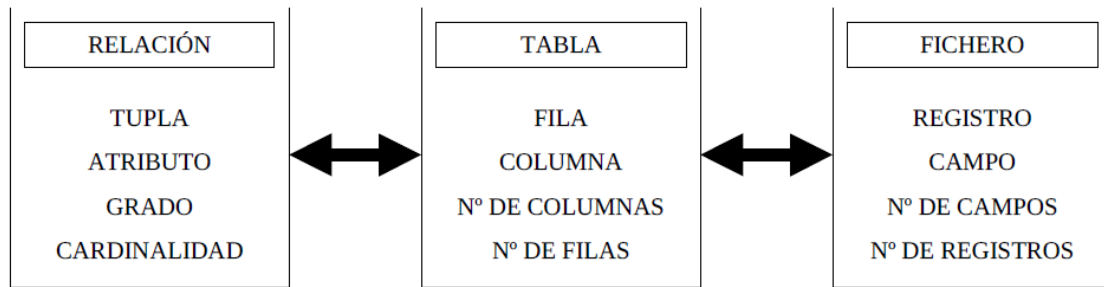 RELACIÓN
TUPLA
ATRIBUTO
GRADO
CARDINALIDAD
TABLA
FILA
COLUMNA
Nº DE COLUMNAS
Nº DE FILAS
FICHERO
REGISTRO
CAMPO
Nº DE CAMPOS
Nº DE REGISTROS